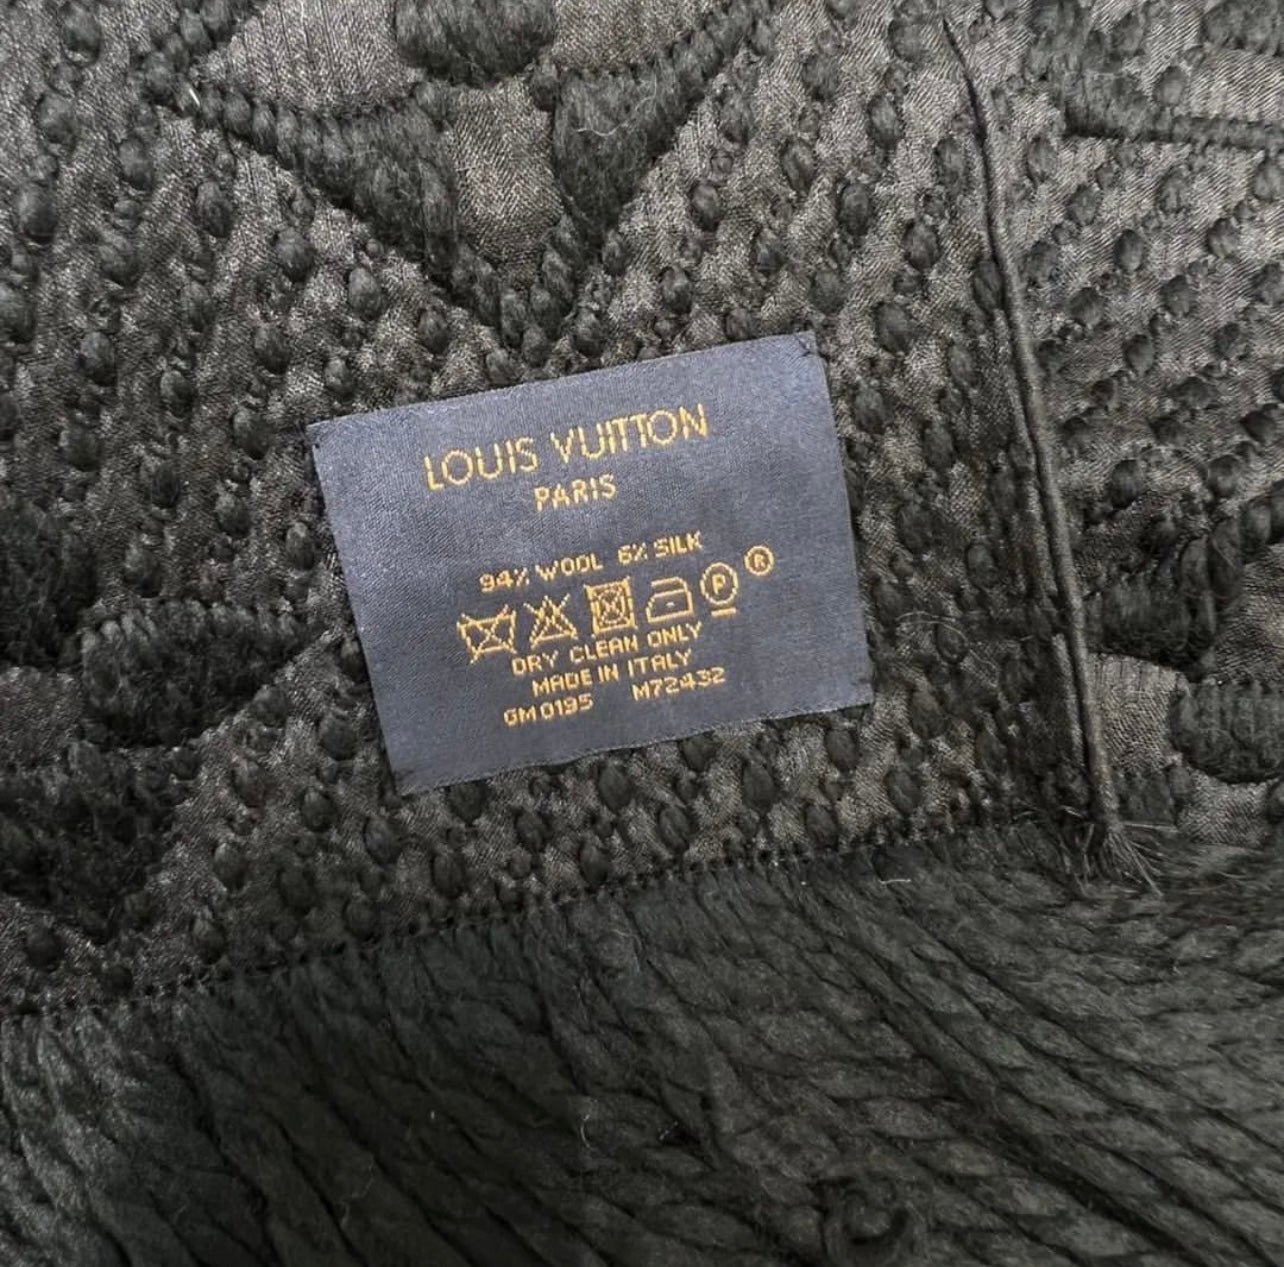 LOUIS VUITTON
PARIS
94% WOOL 6% SILK
P ®
DRY CLEAN ONLY
MADE IN ITALY
GM0195 M72432